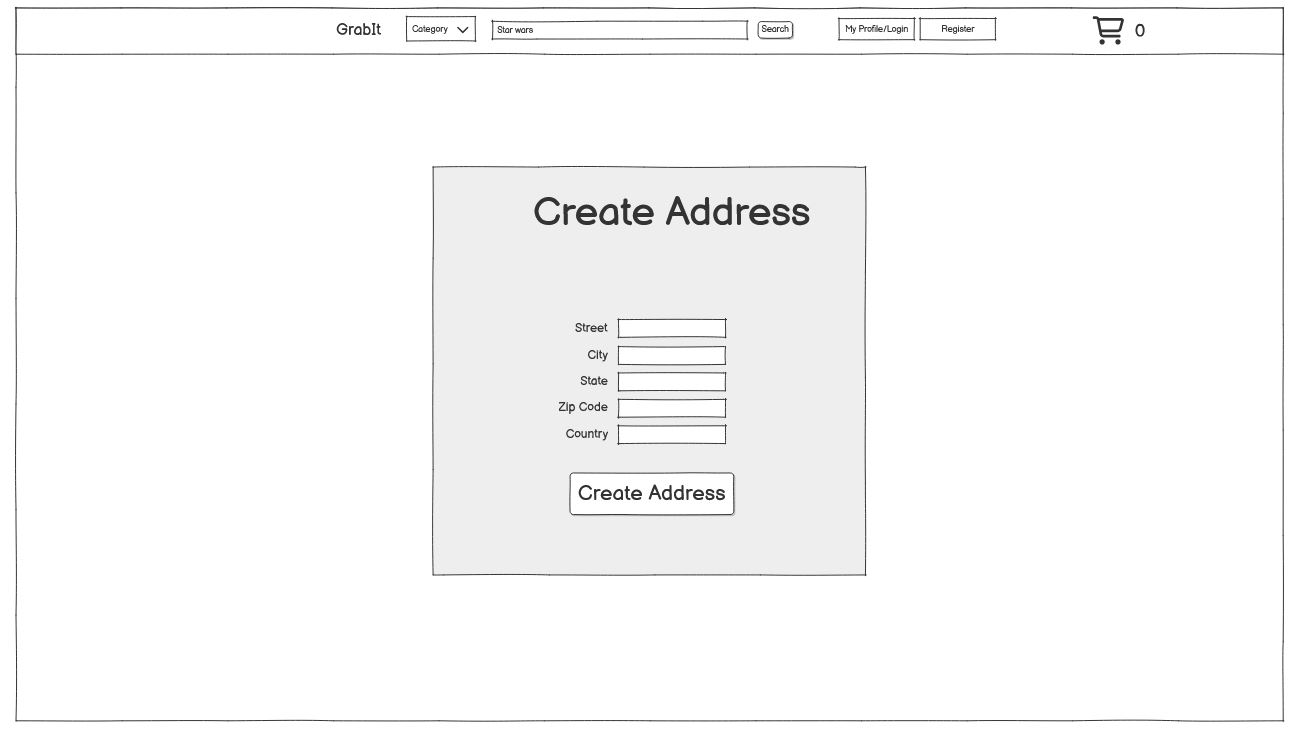 GrabIt Category Star wars Search My Profile/Login Register 0
Create Address
Street
City
State
Zip Code
Country
Create Address